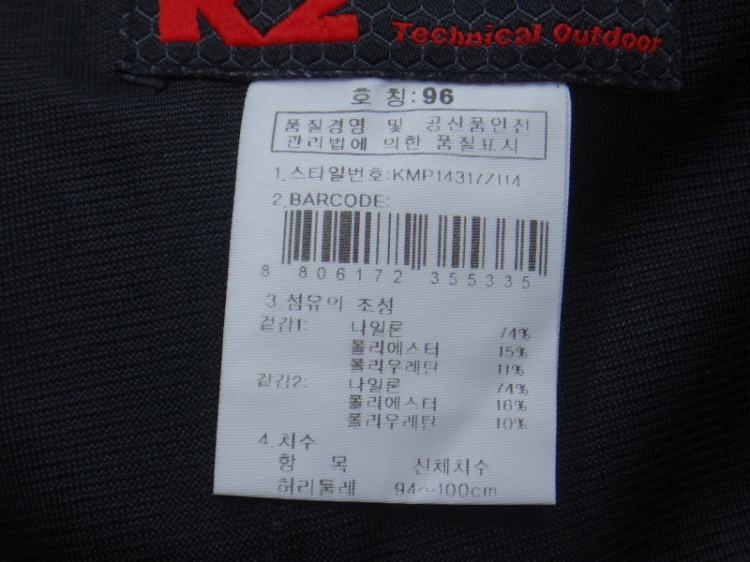 K2
Technical Outdoor
호 칭:96
품질경영 및 공산품안전
관리법에 의한 품질표시
1.스타일번호:KMP14317Z114
2.BARCODE:
8 806172 355335
3.섬유의 조성
겉감1: 나일론 74%
폴리에스터 15%
폴리우레탄 11%
겉감2: 나일론 74%
폴리에스터 16%
폴리우레탄 10%
4.치수
항 목 신체치수
허리둘레 94~100cm